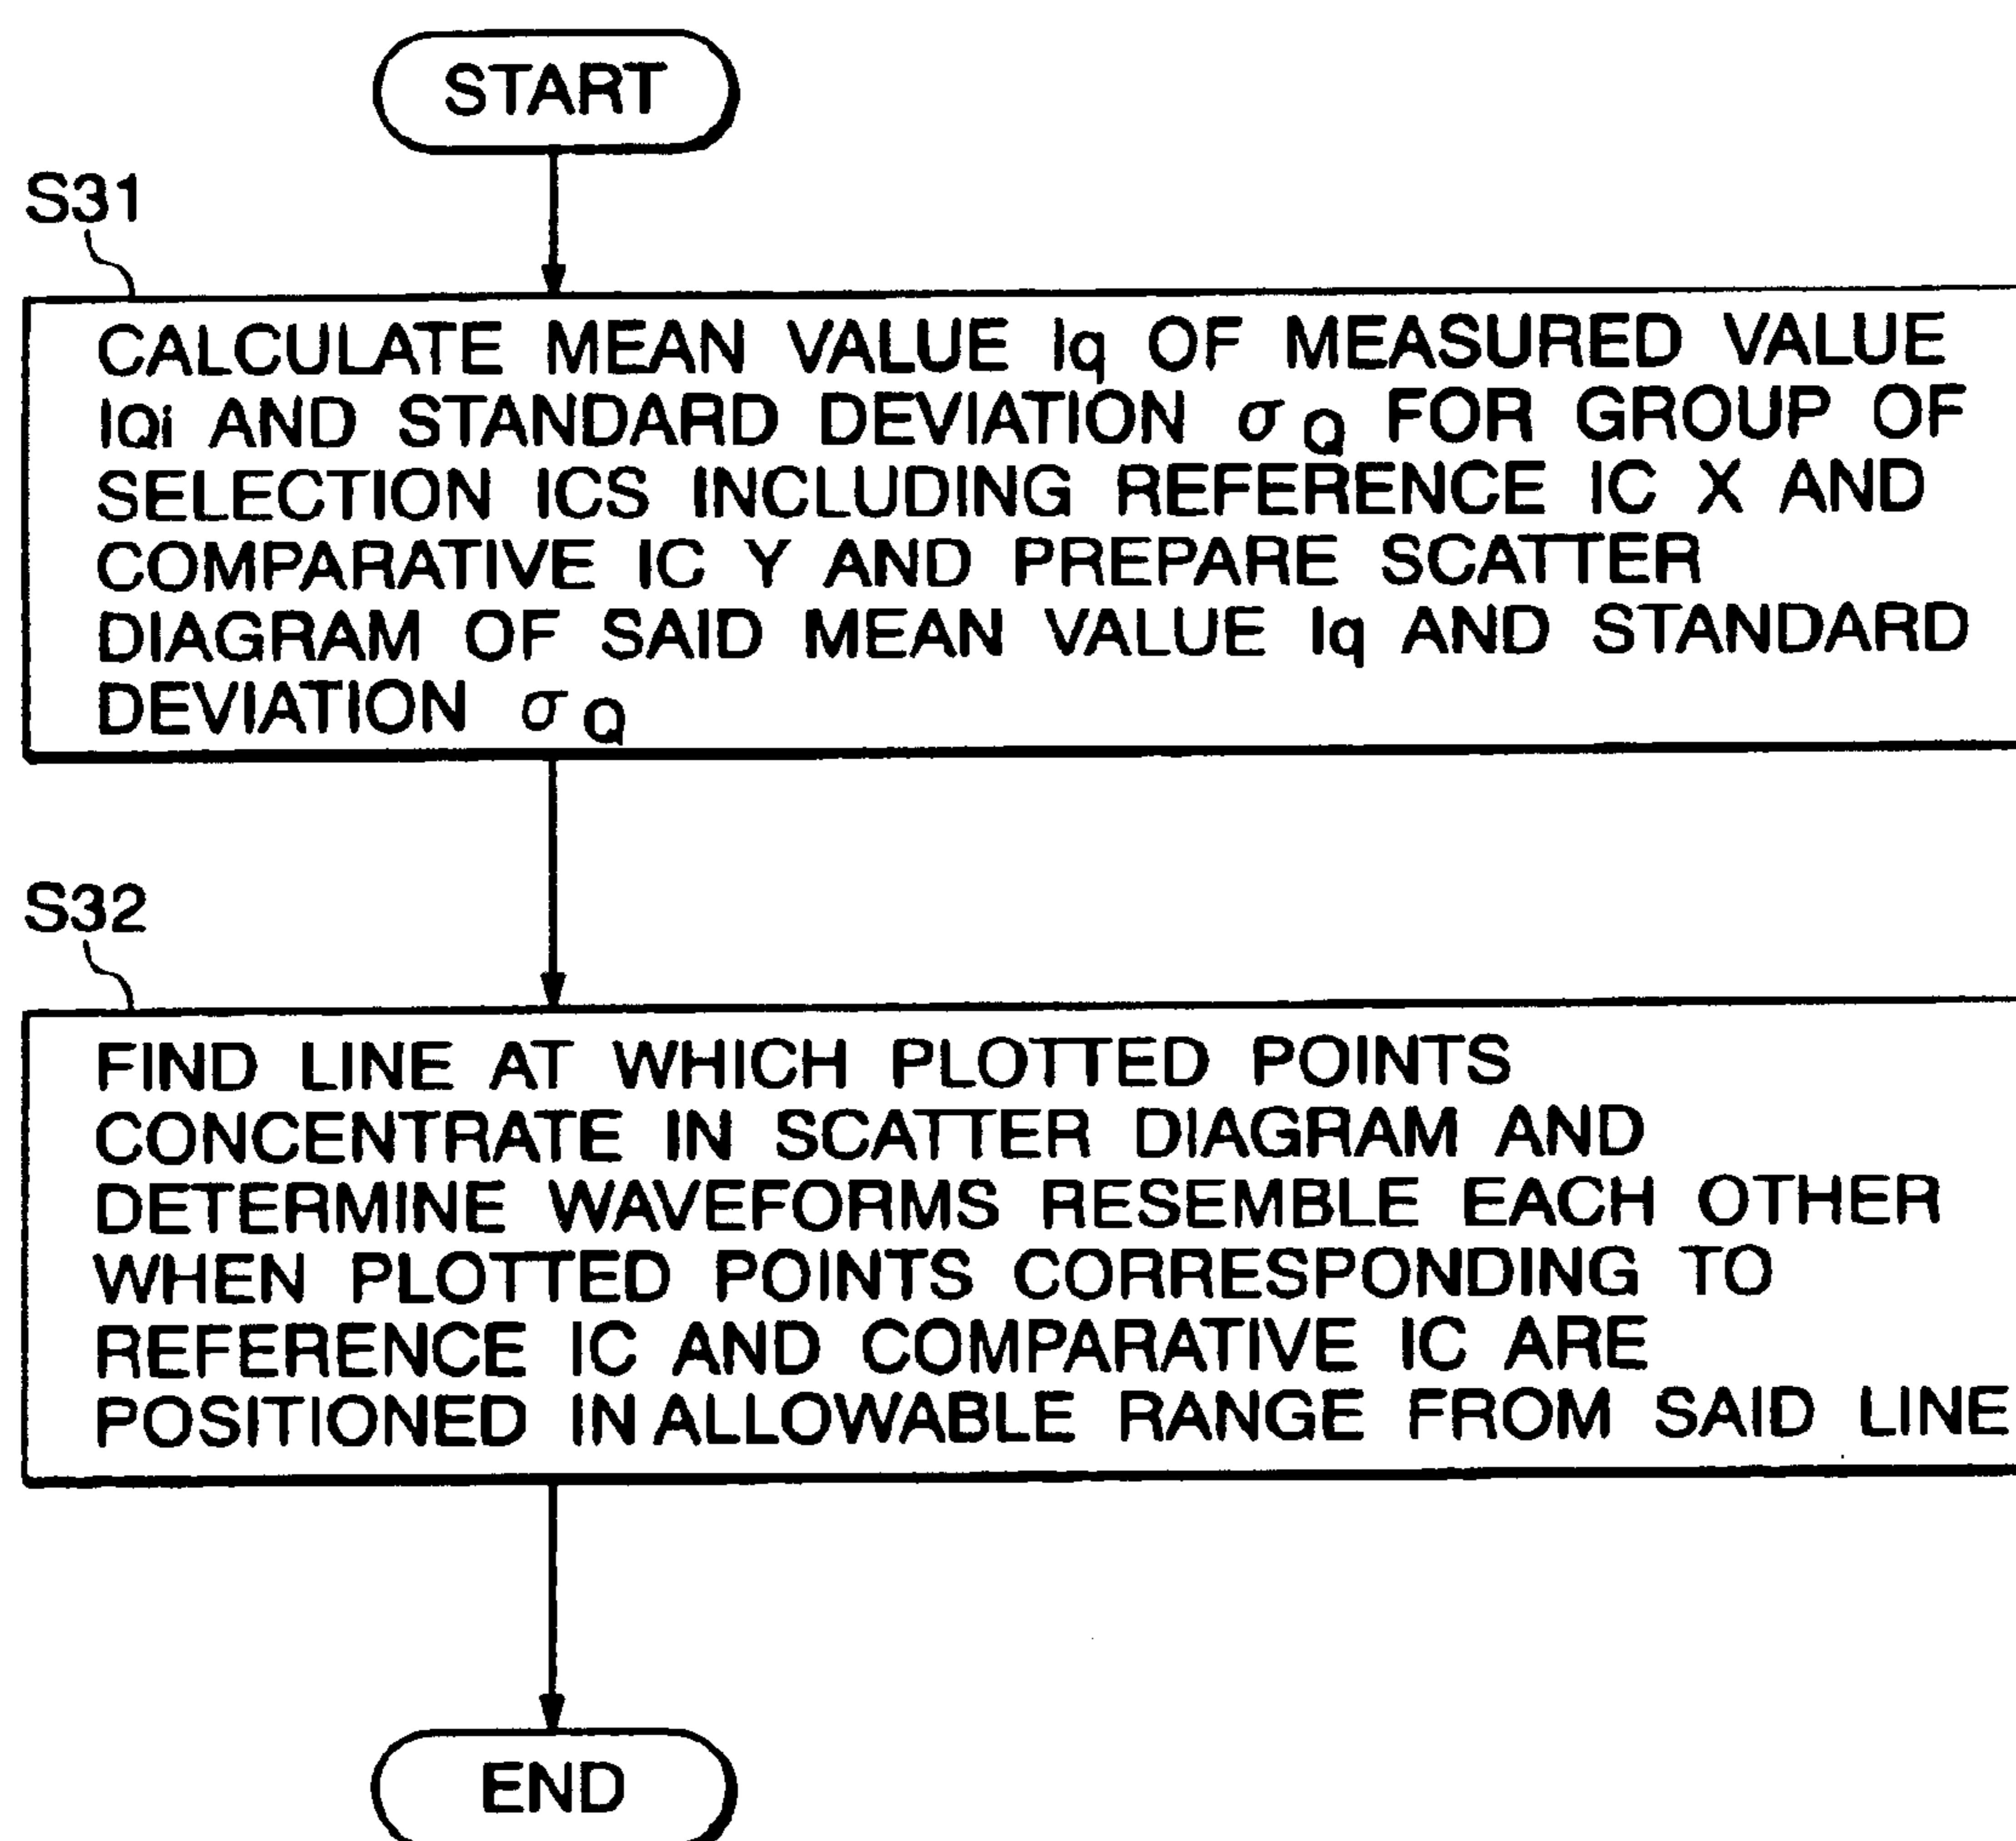 START
S31
CALCULATE MEAN VALUE Iq OF MEASURED VALUE
IQi AND STANDARD DEVIATION σQ FOR GROUP OF
SELECTION ICS INCLUDING REFERENCE IC X AND
COMPARATIVE IC Y AND PREPARE SCATTER
DIAGRAM OF SAID MEAN VALUE Iq AND STANDARD
DEVIATION σQ
S32
FIND LINE AT WHICH PLOTTED POINTS
CONCENTRATE IN SCATTER DIAGRAM AND
DETERMINE WAVEFORMS RESEMBLE EACH OTHER
WHEN PLOTTED POINTS CORRESPONDING TO
REFERENCE IC AND COMPARATIVE IC ARE
POSITIONED IN ALLOWABLE RANGE FROM SAID LINE
END